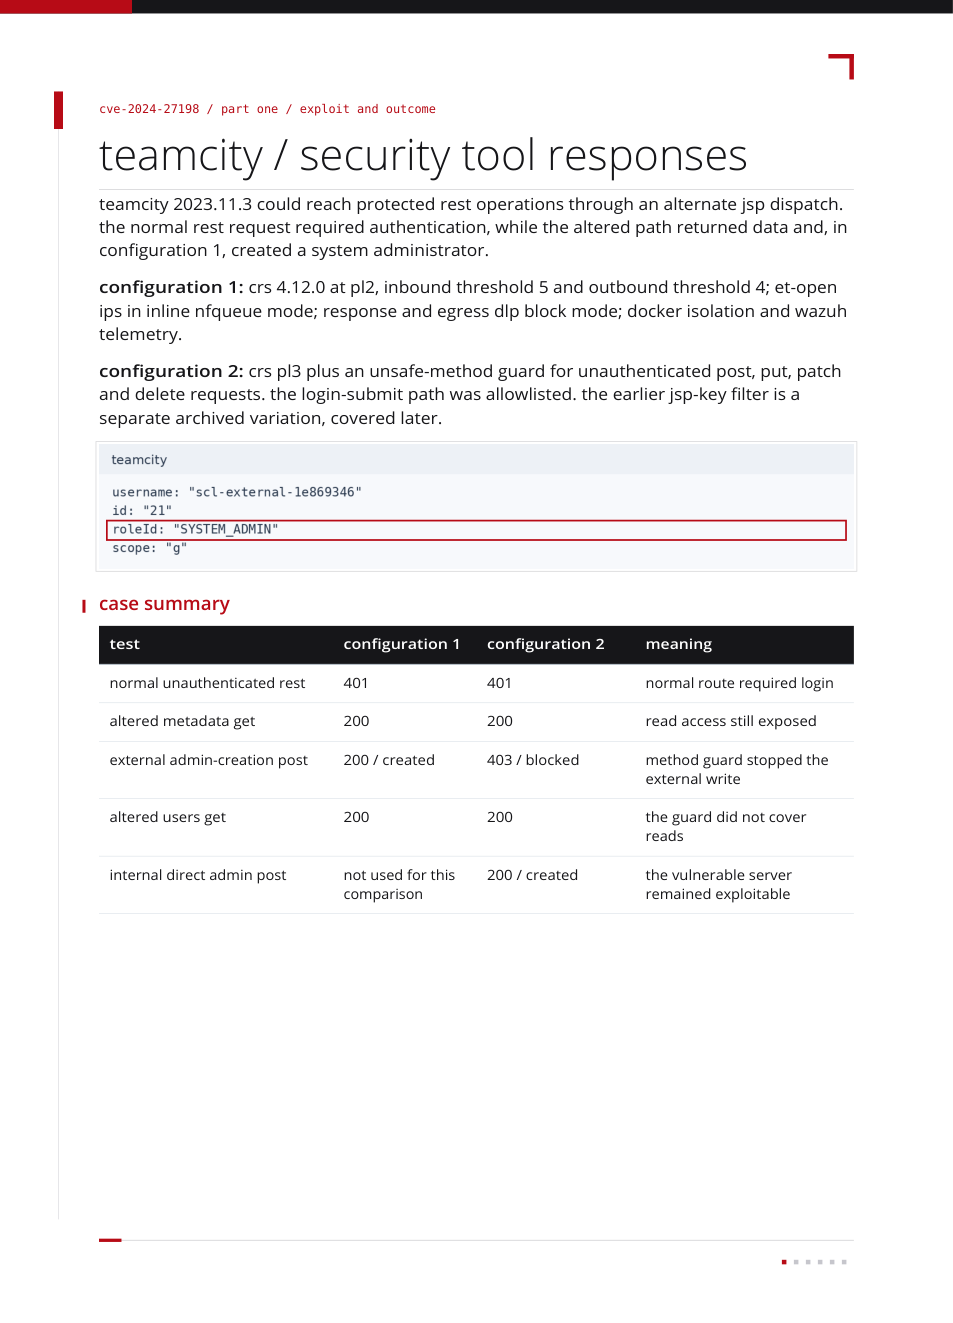 cve-2024-27198 / part one / exploit and outcome
teamcity / security tool responses
teamcity 2023.11.3 could reach protected rest operations through an alternate jsp dispatch.
the normal rest request required authentication, while the altered path returned data and, in
configuration 1, created a system administrator.
configuration 1: crs 4.12.0 at pl2, inbound threshold 5 and outbound threshold 4; et-open
ips in inline nfqueue mode; response and egress dlp block mode; docker isolation and wazuh
telemetry.
configuration 2: crs pl3 plus an unsafe-method guard for unauthenticated post, put, patch
and delete requests. the login-submit path was allowlisted. the earlier jsp-key filter is a
separate archived variation, covered later.
teamcity
username: "scl-external-1e869346"
id: "21"
roleId: "SYSTEM_ADMIN"
scope: "g"
case summary
test configuration 1 configuration 2 meaning
normal unauthenticated rest 401 401 normal route required login
altered metadata get 200 200 read access still exposed
external admin-creation post 200 / created 403 / blocked method guard stopped the
external write
altered users get 200 200 the guard did not cover
reads
internal direct admin post not used for this 200 / created the vulnerable server
comparison remained exploitable